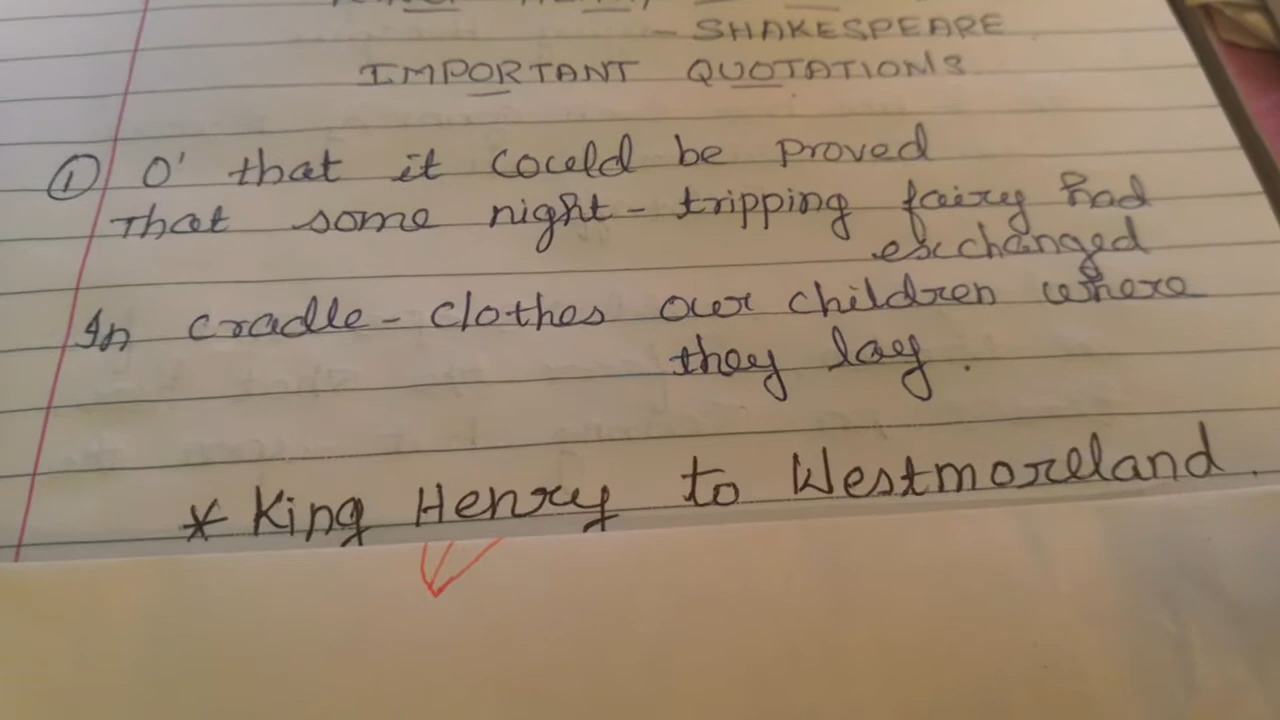 - SHAKESPEARE
IMPORTANT QUOTATIONS
① O' that it could be proved
That some night-tripping fairy had
exchanged
In cradle-clothes our children where
they lay.
* King Henry to Westmoreland.